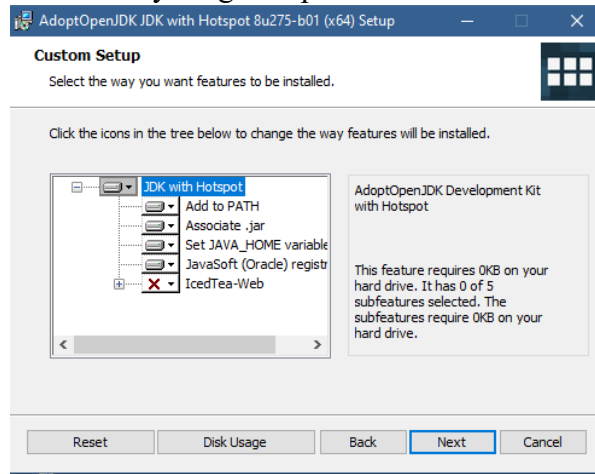 AdoptOpenJDK JDK with Hotspot 8u275-b01 (x64) Setup
Custom Setup
Select the way you want features to be installed.
Click the icons in the tree below to change the way features will be installed.
JDK with Hotspot
Add to PATH
Associate .jar
Set JAVA_HOME variable
JavaSoft (Oracle) registr
IcedTea-Web
AdoptOpenJDK Development Kit
with Hotspot
This feature requires 0KB on your
hard drive. It has 0 of 5
subfeatures selected. The
subfeatures require 0KB on your
hard drive.
Reset Disk Usage Back Next Cancel